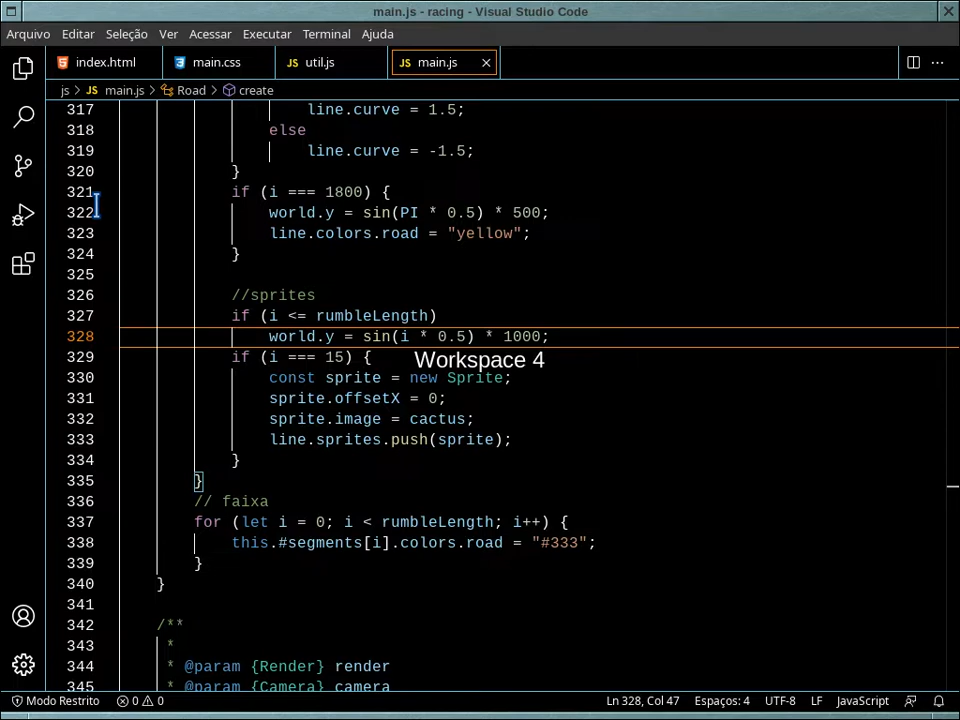 main.js - racing - Visual Studio Code
Arquivo Editar Seleção Ver Acessar Executar Terminal Ajuda
index.html main.css JS util.js JS main.js
js > JS main.js > Road > create
317 line.curve = 1.5;
318 else
319 line.curve = -1.5;
320 }
321 if (i === 1800) {
322 world.y = sin(PI * 0.5) * 500;
323 line.colors.road = "yellow";
324 }
325
326 //sprites
327 if (i <= rumbleLength)
328 world.y = sin(i * 0.5) * 1000;
329 if (i === 15) {
Workspace 4
330 const sprite = new Sprite;
331 sprite.offsetX = 0;
332 sprite.image = cactus;
333 line.sprites.push(sprite);
334 }
335 }
336 // faixa
337 for (let i = 0; i < rumbleLength; i++) {
338 this.#segments[i].colors.road = "#333";
339 }
340 }
341
342 /**
343 *
344 * @param {Render} render
345 * @param {Camera} camera
Modo Restrito 0 0 Ln 328, Col 47 Espaços: 4 UTF-8 LF JavaScript